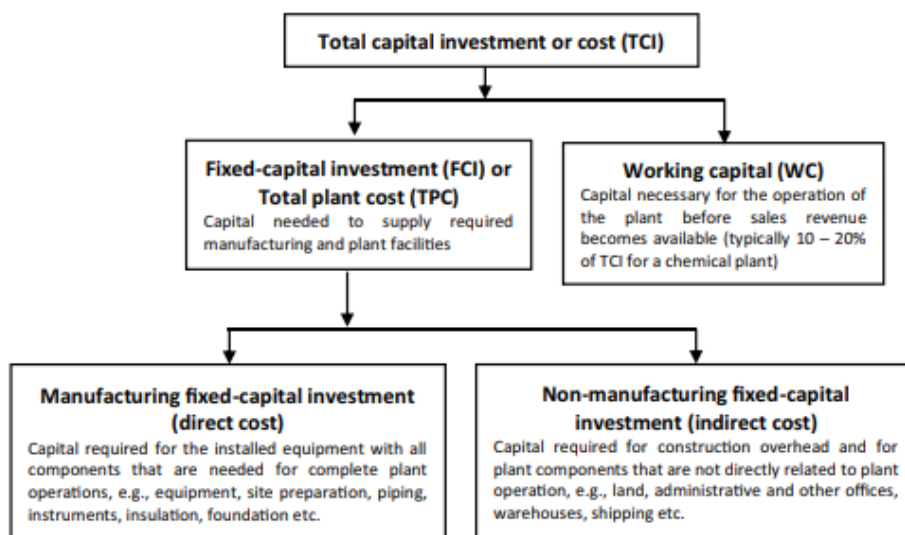 Total capital investment or cost (TCI)
Fixed-capital investment (FCI) or
Total plant cost (TPC)
Capital needed to supply required
manufacturing and plant facilities
Working capital (WC)
Capital necessary for the operation of
the plant before sales revenue
becomes available (typically 10 – 20%
of TCI for a chemical plant)
Manufacturing fixed-capital investment
(direct cost)
Capital required for the installed equipment with all
components that are needed for complete plant
operations, e.g., equipment, site preparation, piping,
instruments, insulation, foundation etc.
Non-manufacturing fixed-capital
investment (indirect cost)
Capital required for construction overhead and for
plant components that are not directly related to plant
operation, e.g., land, administrative and other offices,
warehouses, shipping etc.